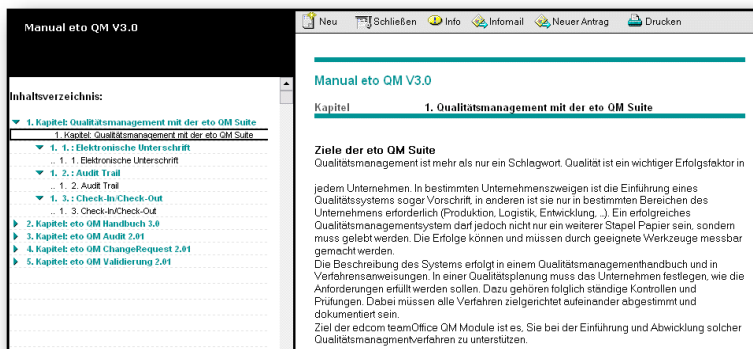 Manual eto QM V3.0
Inhaltsverzeichnis:
1. Kapitel: Qualitätsmanagement mit der eto QM Suite
1. Kapitel: Qualitätsmanagement mit der eto QM Suite
1. 1. : Elektronische Unterschrift
.. 1. 1. Elektronische Unterschrift
1. 2. : Audit Trail
.. 1. 2. Audit Trail
1. 3. : Check-In/Check-Out
.. 1. 3. Check-In/Check-Out
2. Kapitel: eto QM Handbuch 3.0
3. Kapitel: eto QM Audit 2.01
4. Kapitel: eto QM ChangeRequest 2.01
5. Kapitel: eto QM Validierung 2.01
Neu Schließen Info Infomail Neuer Antrag Drucken
Manual eto QM V3.0
Kapitel 1. Qualitätsmanagement mit der eto QM Suite
Ziele der eto QM Suite
Qualitätsmanagement ist mehr als nur ein Schlagwort. Qualität ist ein wichtiger Erfolgsfaktor in
jedem Unternehmen. In bestimmten Unternehmenszweigen ist die Einführung eines
Qualitätssystems sogar Vorschrift, in anderen ist sie nur in bestimmten Bereichen des
Unternehmens erforderlich (Produktion, Logistik, Entwicklung, ..). Ein erfolgreiches
Qualitätsmanagementsystem darf jedoch nicht nur ein weiterer Stapel Papier sein, sondern
muss gelebt werden. Die Erfolge können und müssen durch geeignete Werkzeuge messbar
gemacht werden.
Die Beschreibung des Systems erfolgt in einem Qualitätsmanagementhandbuch und in
Verfahrensanweisungen. In einer Qualitätsplanung muss das Unternehmen festlegen, wie die
Anforderungen erfüllt werden sollen. Dazu gehören folglich ständige Kontrollen und
Prüfungen. Dabei müssen alle Verfahren zielgerichtet aufeinander abgestimmt und
dokumentiert sein.
Ziel der edcom teamOffice QM Module ist es, Sie bei der Einführung und Abwicklung solcher
Qualitätsmanagmentverfahren zu unterstützen.